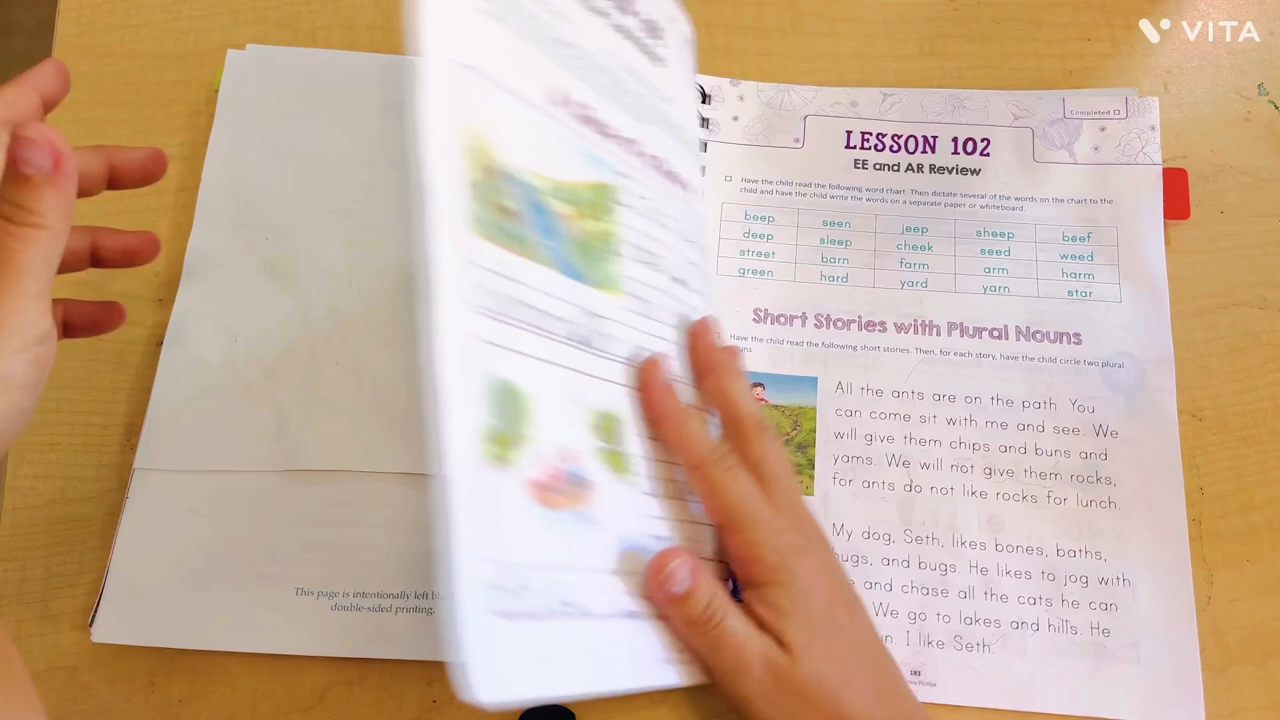 VITA
Completed
LESSON 102
EE and AR Review
Have the child read the following word chart. Then dictate several of the words on the chart to the
child and have the child write the words on a separate paper or whiteboard.
beep seen jeep sheep beef
deep sleep cheek seed weed
street barn farm arm harm
green hard yard yarn star
Short Stories with Plural Nouns
Have the child read the following short stories. Then, for each story, have the child circle two plural
All the ants are on the path. You
can come sit with me and see. We
will give them chips and buns and
yams. We will not give them rocks,
for ants do not like rocks for lunch.
My dog, Seth, likes bones, baths,
and bugs. He likes to jog with
and chase all the cats he can
We go to lakes and hills. He
I like Seth.
183
This page is intentionally left
double-sided printing.